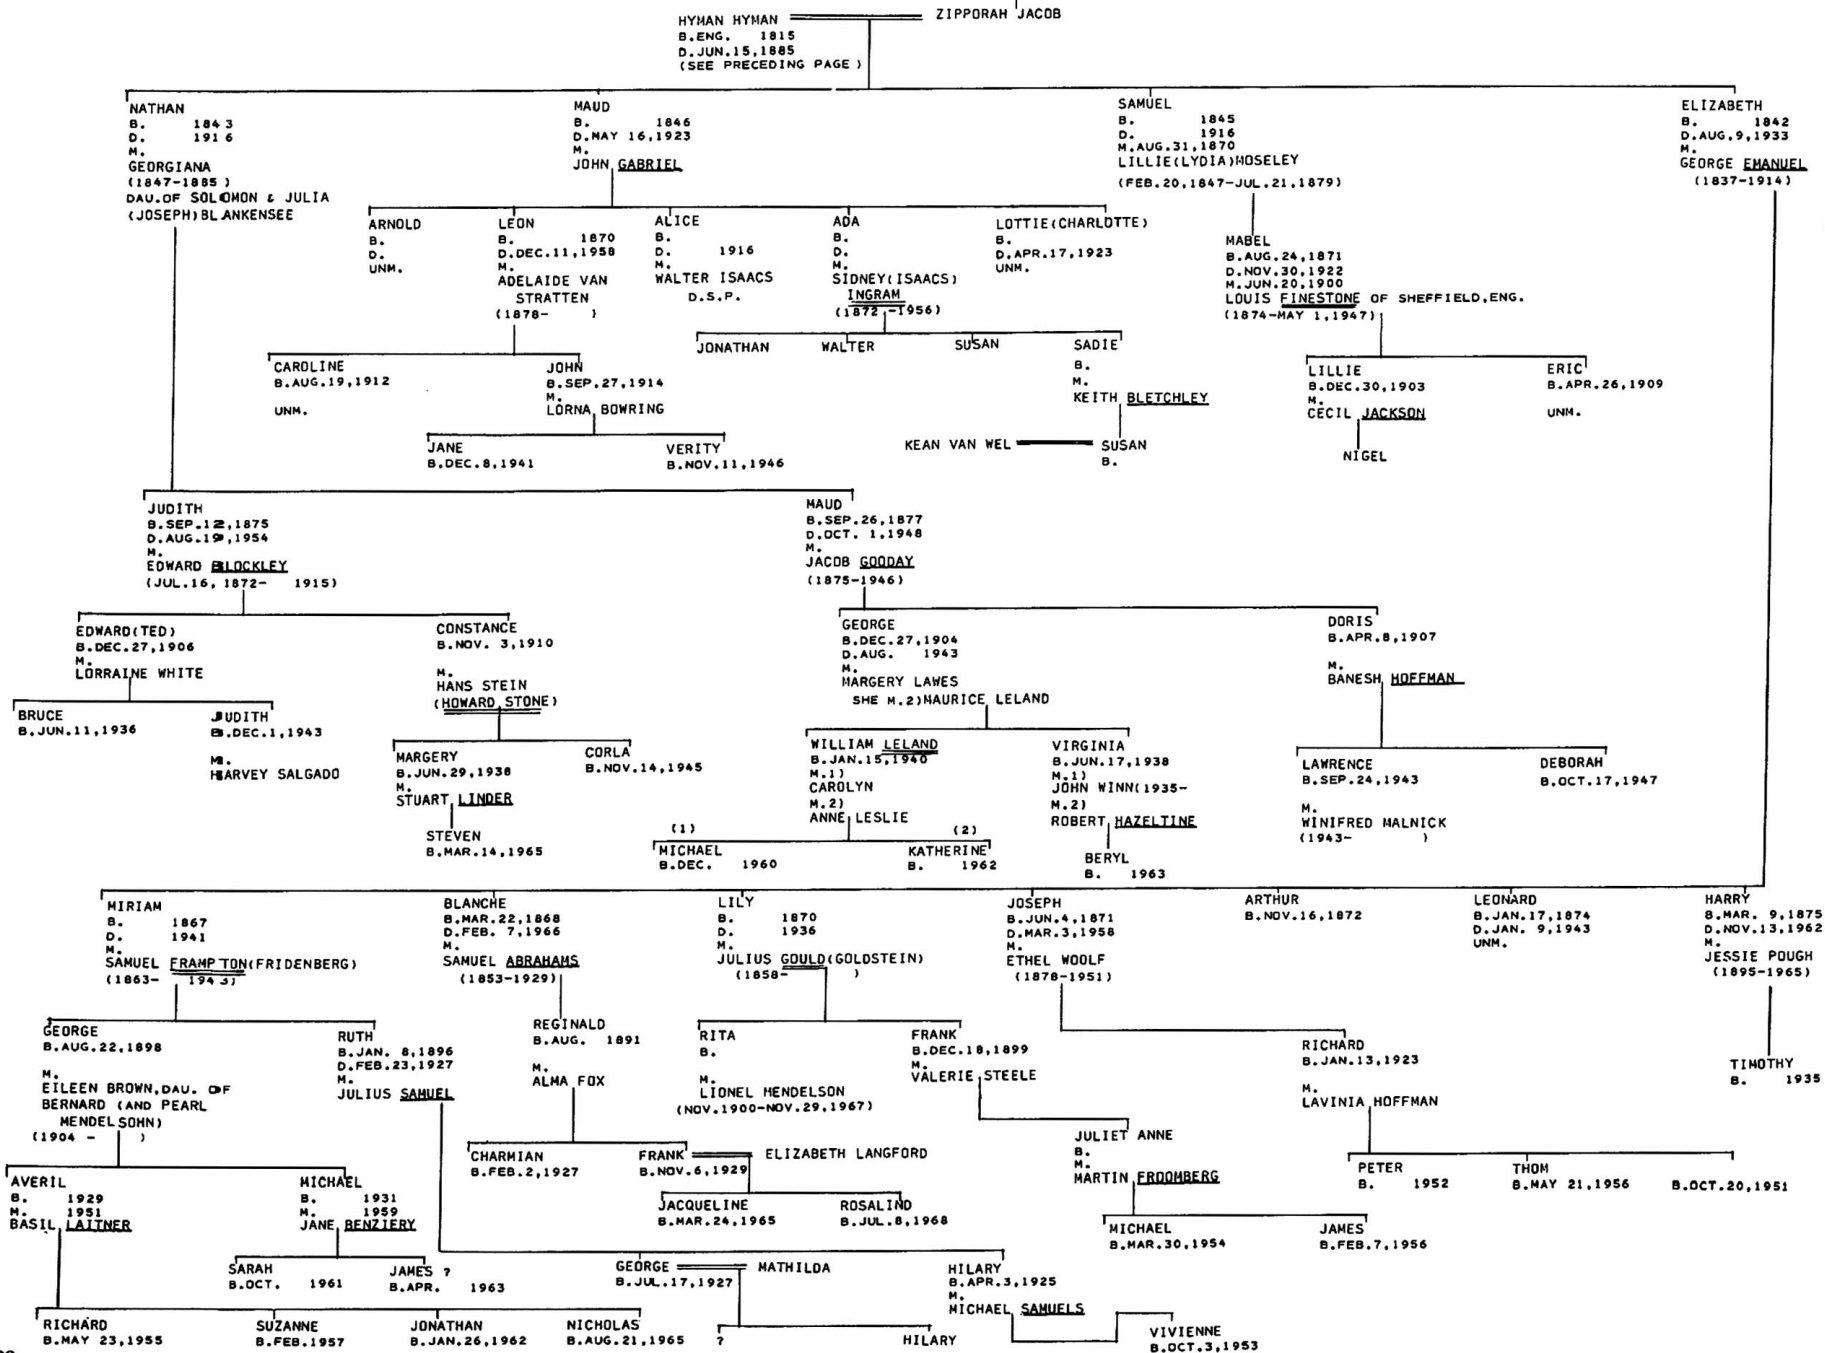 HYMAN HYMAN
B.ENG. 1815
D.JUN.15,1885
(SEE PRECEDING PAGE)
ZIPPORAH JACOB
NATHAN
B. 1843
D. 1916
M.
GEORGIANA
(1847-1885)
DAU.OF SOLOMON & JULIA
(JOSEPH)BLANKENSEE
MAUD
B. 1846
D.MAY 16,1923
M.
JOHN GABRIEL
SAMUEL
B. 1845
D. 1916
M.AUG.31,1870
LILLIE(LYDIA)MOSELEY
(FEB.20,1847-JUL.21,1879)
ELIZABETH
B. 1842
D.AUG.9,1933
M.
GEORGE EMANUEL
(1837-1914)
ARNOLD
B.
D.
UNM.
LEON
B. 1870
D.DEC.11,1958
M.
ADELAIDE VAN
STRATTEN
(1878- )
ALICE
B.
D. 1916
M.
WALTER ISAACS
D.S.P.
ADA
B.
D.
M.
SIDNEY(ISAACS)
INGRAM
(1872-1956)
LOTTIE(CHARLOTTE)
B.
D.APR.17,1923
UNM.
MABEL
B.AUG.24,1871
D.NOV.30,1922
M.JUN.20,1900
LOUIS FINESTONE OF SHEFFIELD,ENG.
(1874-MAY 1,1947)
CAROLINE
B.AUG.19,1912
UNM.
JOHN
B.SEP.27,1914
M.
LORNA BOWRING
JONATHAN
WALTER
SUSAN
SADIE
B.
M.
KEITH BLETCHLEY
LILLIE
B.DEC.30,1903
M.
CECIL JACKSON
ERIC
B.APR.26,1909
UNM.
JANE
B.DEC.8,1941
VERITY
B.NOV.11,1946
KEAN VAN WEL
SUSAN
B.
NIGEL
JUDITH
B.SEP.12,1875
D.AUG.19,1954
M.
EDWARD BLOCKLEY
(JUL.16, 1872- 1915)
MAUD
B.SEP.26,1877
D.OCT. 1,1948
M.
JACOB GOODAY
(1875-1946)
EDWARD(TED)
B.DEC.27,1906
M.
LORRAINE WHITE
CONSTANCE
B.NOV. 3,1910
M.
HANS STEIN
(HOWARD STONE)
GEORGE
B.DEC.27,1904
D.AUG. 1943
M.
MARGERY LAWES
SHE M.2)MAURICE LELAND
DORIS
B.APR.8,1907
M.
BANESH HOFFMAN
BRUCE
B.JUN.11,1936
JUDITH
B.DEC.1,1943
M.
HARVEY SALGADO
MARGERY
B.JUN.29,1938
M.
STUART LINDER
CORLA
B.NOV.14,1945
WILLIAM LELAND
B.JAN.15,1940
M.1)
CAROLYN
M.2)
ANNE LESLIE
VIRGINIA
B.JUN.17,1938
M.1)
JOHN WINN(1935-
M.2)
ROBERT HAZELTINE
LAWRENCE
B.SEP.24,1943
M.
WINIFRED MALNICK
(1943- )
DEBORAH
B.OCT.17,1947
STEVEN
B.MAR.14,1965
(1)
MICHAEL
B.DEC. 1960
(2)
KATHERINE
B. 1962
BERYL
B. 1963
MIRIAM
B. 1867
D. 1941
M.
SAMUEL FRAMPTON(FRIDENBERG)
(1863- 1943)
BLANCHE
B.MAR.22,1868
D.FEB. 7,1966
M.
SAMUEL ABRAHAMS
(1853-1929)
LILY
B. 1870
D. 1936
M.
JULIUS GOULD(GOLDSTEIN)
(1858- )
JOSEPH
B.JUN.4,1871
D.MAR.3,1958
M.
ETHEL WOOLF
(1878-1951)
ARTHUR
B.NOV.16,1872
LEONARD
B.JAN.17,1874
D.JAN. 9,1943
UNM.
HARRY
B.MAR. 9,1875
D.NOV.13,1962
M.
JESSIE POUGH
(1895-1965)
GEORGE
B.AUG.22,1898
M.
EILEEN BROWN,DAU. OF
BERNARD (AND PEARL
MENDELSOHN)
(1904 - )
RUTH
B.JAN. 8,1896
D.FEB.23,1927
M.
JULIUS SAMUEL
REGINALD
B.AUG. 1891
M.
ALMA FOX
RITA
B.
M.
LIONEL MENDELSON
(NOV.1900-NOV.29,1967)
FRANK
B.DEC.18,1899
M.
VALERIE STEELE
RICHARD
B.JAN.13,1923
M.
LAVINIA HOFFMAN
TIMOTHY
B. 1935
CHARMIAN
B.FEB.2,1927
FRANK
B.NOV.6,1929
ELIZABETH LANGFORD
JULIET ANNE
B.
M.
MARTIN FROOMBERG
PETER
B. 1952
THOM
B.MAY 21,1956
B.OCT.20,1951
AVERIL
B. 1929
M. 1951
BASIL LAITNER
MICHAEL
B. 1931
M. 1959
JANE BENZIERY
JACQUELINE
B.MAR.24,1965
ROSALIND
B.JUL.8,1968
MICHAEL
B.MAR.30,1954
JAMES
B.FEB.7,1956
SARAH
B.OCT. 1961
JAMES ?
B.APR. 1963
GEORGE
B.JUL.17,1927
MATHILDA
HILARY
B.APR.3,1925
M.
MICHAEL SAMUELS
RICHARD
B.MAY 23,1955
SUZANNE
B.FEB.1957
JONATHAN
B.JAN.26,1962
NICHOLAS
B.AUG.21,1965
?
HILARY
VIVIENNE
B.OCT.3,1953